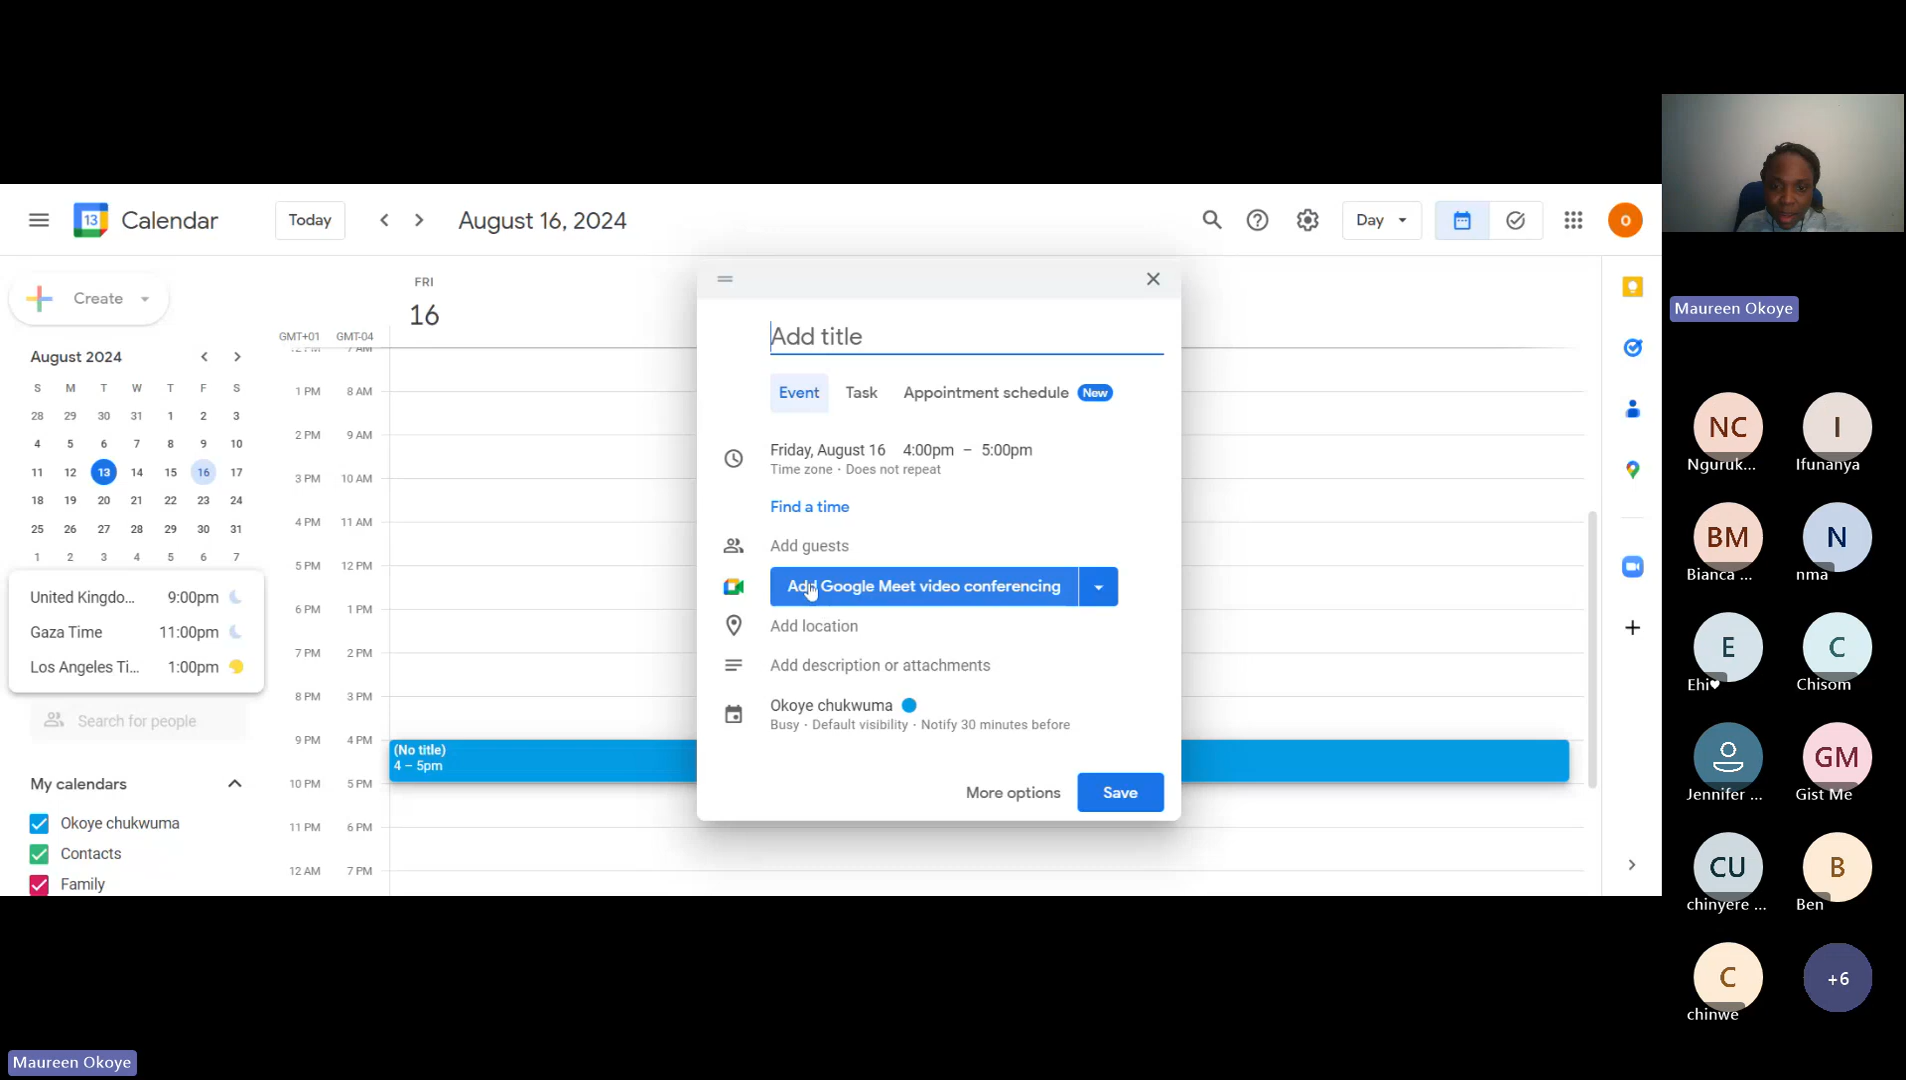 13
Calendar
Today
August 16, 2024
Day
O
Create
FRI
16
GMT+01 GMT-04
August 2024
S M T W T F S
28 29 30 31 1 2 3
4 5 6 7 8 9 10
11 12 13 14 15 16 17
18 19 20 21 22 23 24
25 26 27 28 29 30 31
1 2 3 4 5 6 7
United Kingdo... 9:00pm
Gaza Time 11:00pm
Los Angeles Ti... 1:00pm
Search for people
My calendars
Okoye chukwuma
Contacts
Family
1 PM 8 AM
2 PM 9 AM
3 PM 10 AM
4 PM 11 AM
5 PM 12 PM
6 PM 1 PM
7 PM 2 PM
8 PM 3 PM
9 PM 4 PM
10 PM 5 PM
11 PM 6 PM
12 AM 7 PM
(No title)
4 – 5pm
Add title
Event Task Appointment schedule New
Friday, August 16 4:00pm – 5:00pm
Time zone · Does not repeat
Find a time
Add guests
Add Google Meet video conferencing
Add location
Add description or attachments
Okoye chukwuma
Busy · Default visibility · Notify 30 minutes before
More options Save
Maureen Okoye
NC I
Nguruk... Ifunanya
BM N
Bianca ... nma
E C
Ehi♥ Chisom
GM
Jennifer ... Gist Me
CU B
chinyere ... Ben
C +6
chinwe
Maureen Okoye